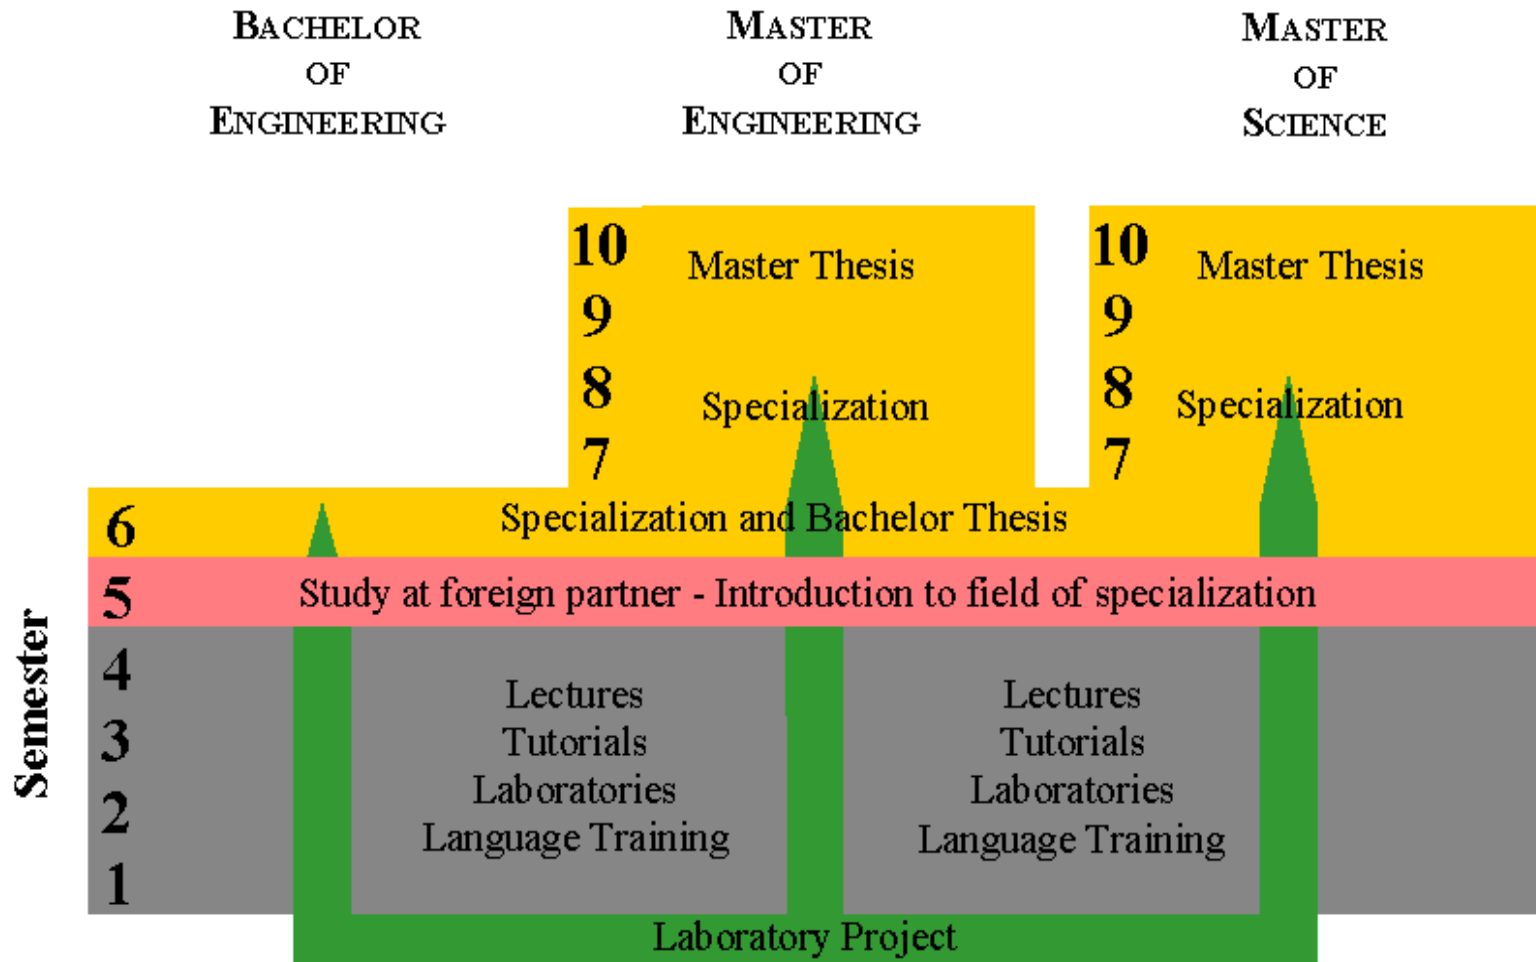 BACHELOR
OF
ENGINEERING
MASTER
OF
ENGINEERING
MASTER
OF
SCIENCE
10
Master Thesis
9
8
Specialization
7
10
Master Thesis
9
8
Specialization
7
6
Specialization and Bachelor Thesis
5
Study at foreign partner - Introduction to field of specialization
Semester
4
3
2
1
Lectures
Tutorials
Laboratories
Language Training
Lectures
Tutorials
Laboratories
Language Training
Laboratory Project